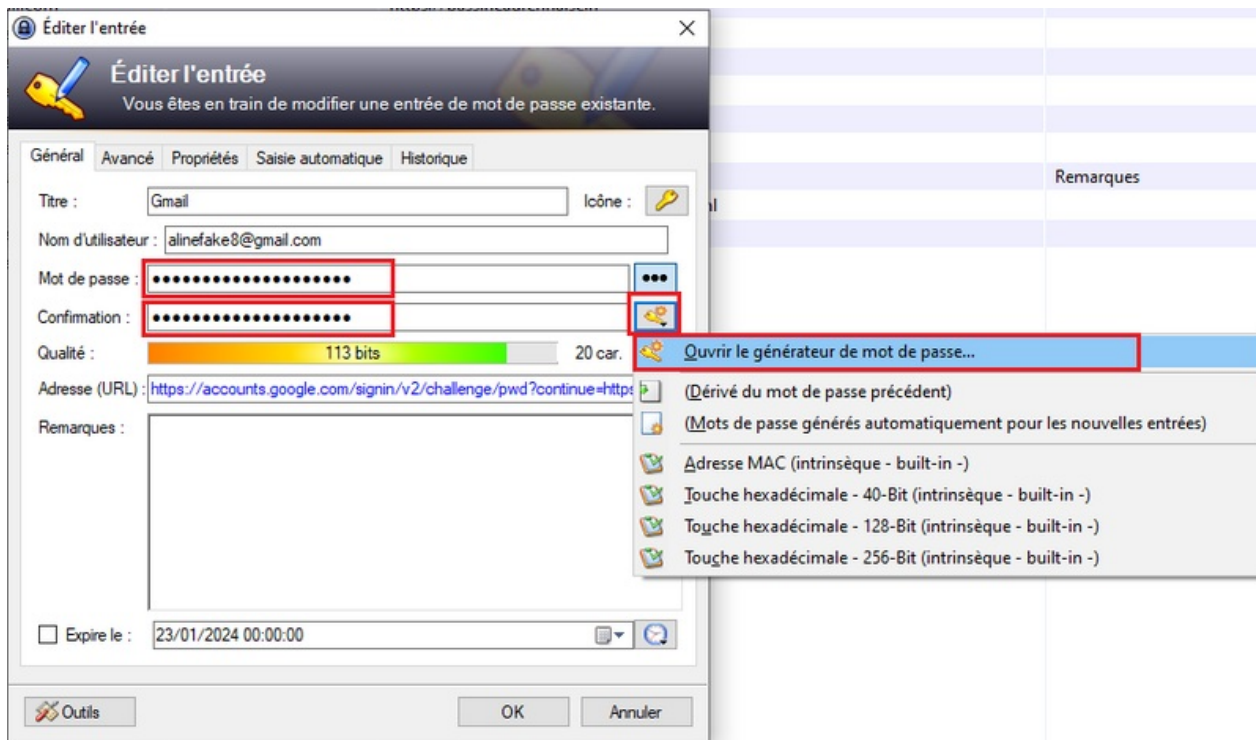 Éditer l'entrée
Éditer l'entrée
Vous êtes en train de modifier une entrée de mot de passe existante.
Général Avancé Propriétés Saisie automatique Historique
Remarques
Titre : Gmail Icône :
Nom d'utilisateur : alinefake8@gmail.com
Mot de passe : ●●●●●●●●●●●●●●●●●●●●
Confirmation : ●●●●●●●●●●●●●●●●●●●●
Qualité : 113 bits 20 car.
Ouvrir le générateur de mot de passe...
Adresse (URL) : https://accounts.google.com/signin/v2/challenge/pwd?continue=https
(Dérivé du mot de passe précédent)
Remarques :
(Mots de passe générés automatiquement pour les nouvelles entrées)
Adresse MAC (intrinsèque - built-in -)
Touche hexadécimale - 40-Bit (intrinsèque - built-in -)
Touche hexadécimale - 128-Bit (intrinsèque - built-in -)
Touche hexadécimale - 256-Bit (intrinsèque - built-in -)
Expire le : 23/01/2024 00:00:00
Outils OK Annuler